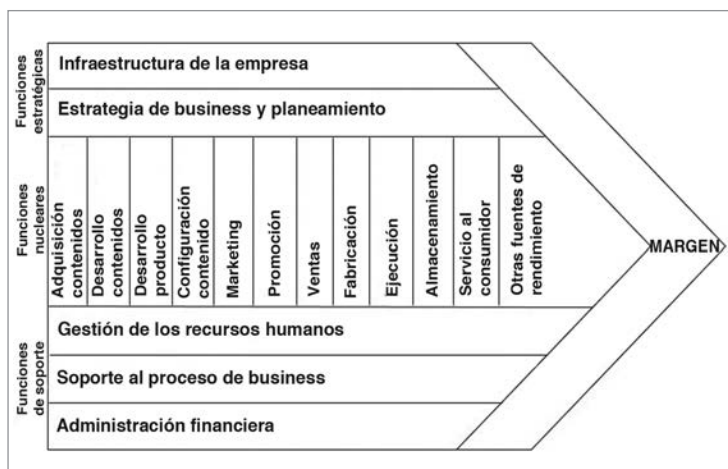 Funciones
estratégicas
Infraestructura de la empresa
Estrategia de business y planeamiento
Funciones
nucleares
Adquisición
contenidos
Desarrollo
contenidos
Desarrollo
producto
Configuración
contenido
Marketing
Promoción
Ventas
Fabricación
Ejecución
Almacenamiento
Servicio al
consumidor
Otras fuentes de
rendimiento
MARGEN
Funciones
de soporte
Gestión de los recursos humanos
Soporte al proceso de business
Administración financiera